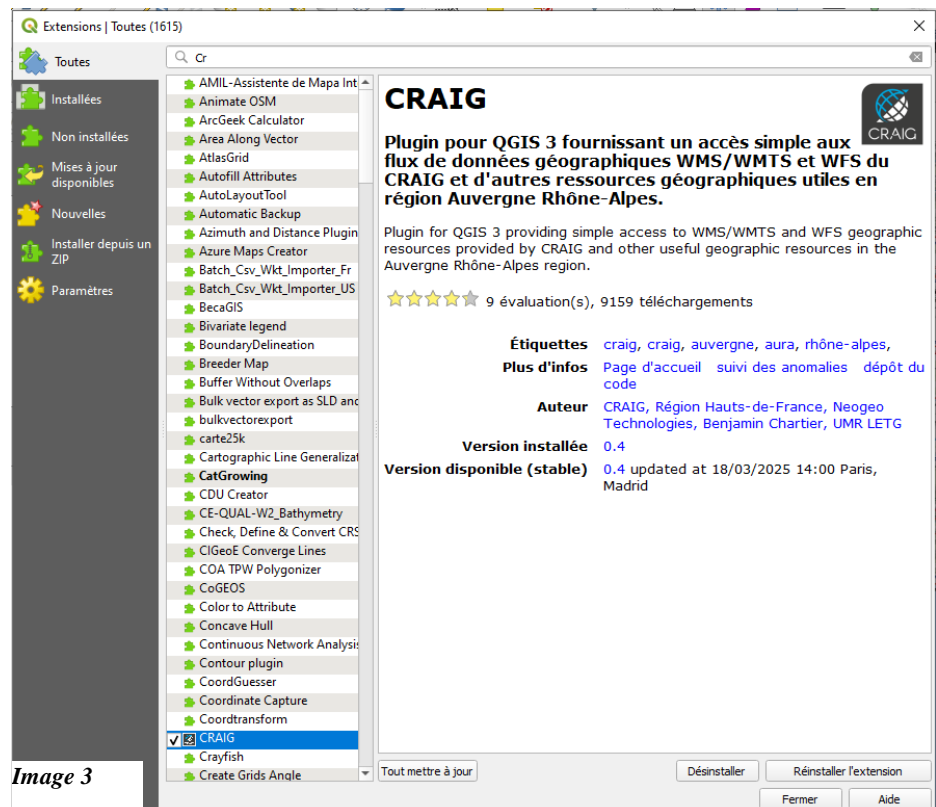 Extensions | Toutes (1615)
Toutes
Installées
Non installées
Mises à jour
disponibles
Nouvelles
Installer depuis un
ZIP
Paramètres
Cr
AMIL-Assistente de Mapa Int
Animate OSM
ArcGeek Calculator
Area Along Vector
AtlasGrid
Autofill Attributes
AutoLayoutTool
Automatic Backup
Azimuth and Distance Plugin
Azure Maps Creator
Batch_Csv_Wkt_Importer_Fr
Batch_Csv_Wkt_Importer_US
BecaGIS
Bivariate legend
BoundaryDelineation
Breeder Map
Buffer Without Overlaps
Bulk vector export as SLD and
bulkvectorexport
carte25k
Cartographic Line Generalizat
CatGrowing
CDU Creator
CE-QUAL-W2_Bathymetry
Check, Define & Convert CRS
CIGeoE Converge Lines
COA TPW Polygonizer
CoGEOS
Color to Attribute
Concave Hull
Continuous Network Analysis
Contour plugin
CoordGuesser
Coordinate Capture
Coordtransform
CRAIG
Crayfish
Create Grids Angle
CRAIG
CRAIG
Plugin pour QGIS 3 fournissant un accès simple aux
flux de données géographiques WMS/WMTS et WFS du
CRAIG et d'autres ressources géographiques utiles en
région Auvergne Rhône-Alpes.
Plugin for QGIS 3 providing simple access to WMS/WMTS and WFS geographic
resources provided by CRAIG and other useful geographic resources in the
Auvergne Rhône-Alpes region.
9 évaluation(s), 9159 téléchargements
Étiquettes craig, craig, auvergne, aura, rhône-alpes,
Plus d'infos Page d'accueil suivi des anomalies dépôt du
code
Auteur CRAIG, Région Hauts-de-France, Neogeo
Technologies, Benjamin Chartier, UMR LETG
Version installée 0.4
Version disponible (stable) 0.4 updated at 18/03/2025 14:00 Paris,
Madrid
Tout mettre à jour Désinstaller Réinstaller l'extension
Fermer Aide
Image 3